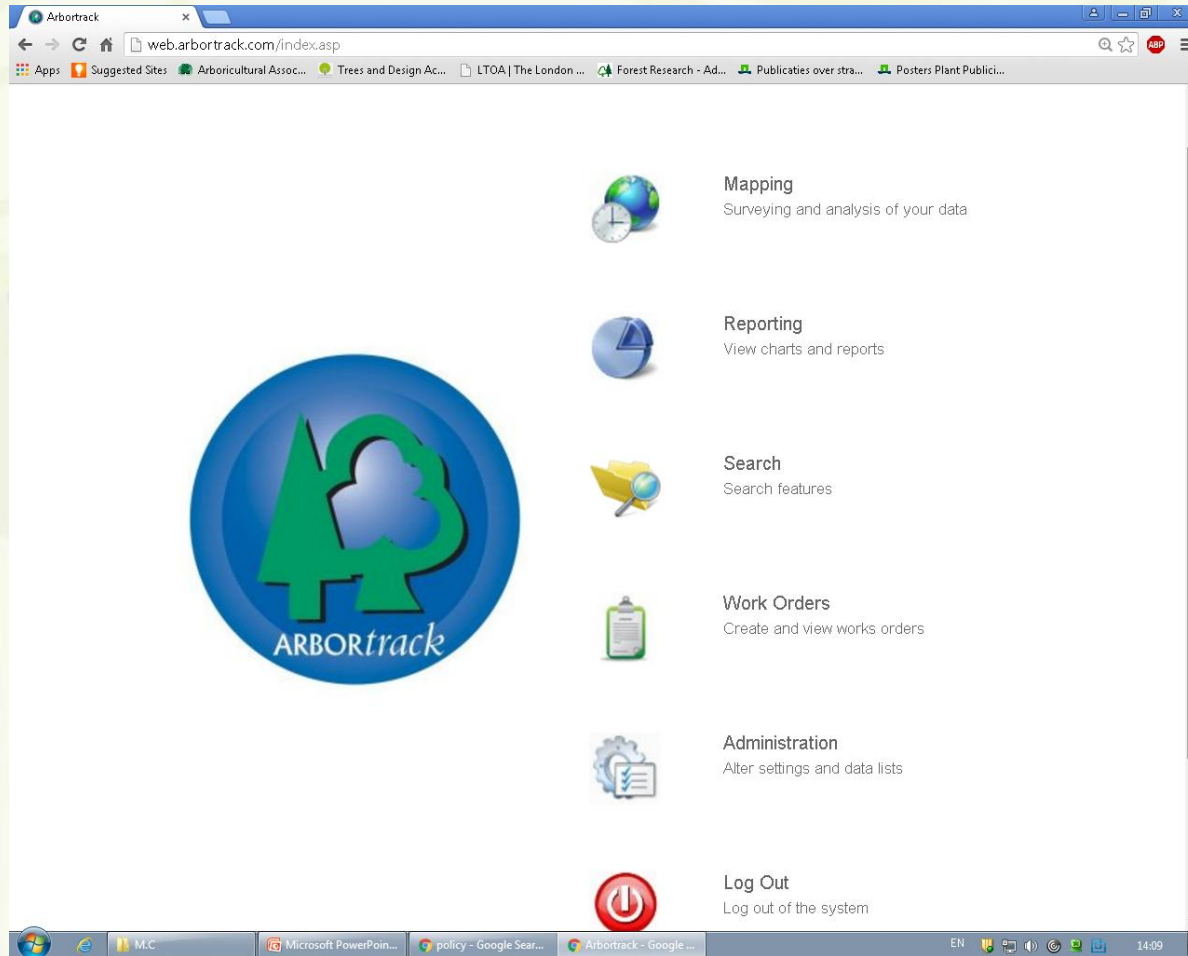 Arbortrack
web.arbortrack.com/index.asp
ABP
Apps Suggested Sites Arboricultural Assoc... Trees and Design Ac... LTOA | The London ... Forest Research - Ad... Publicaties over stra... Posters Plant Publici...
Mapping
Surveying and analysis of your data
Reporting
View charts and reports
Search
Search features
Work Orders
Create and view works orders
Administration
Alter settings and data lists
Log Out
Log out of the system
ARBORtrack
M.C Microsoft PowerPoin... policy - Google Sear... Arbortrack - Google ... EN 14:09